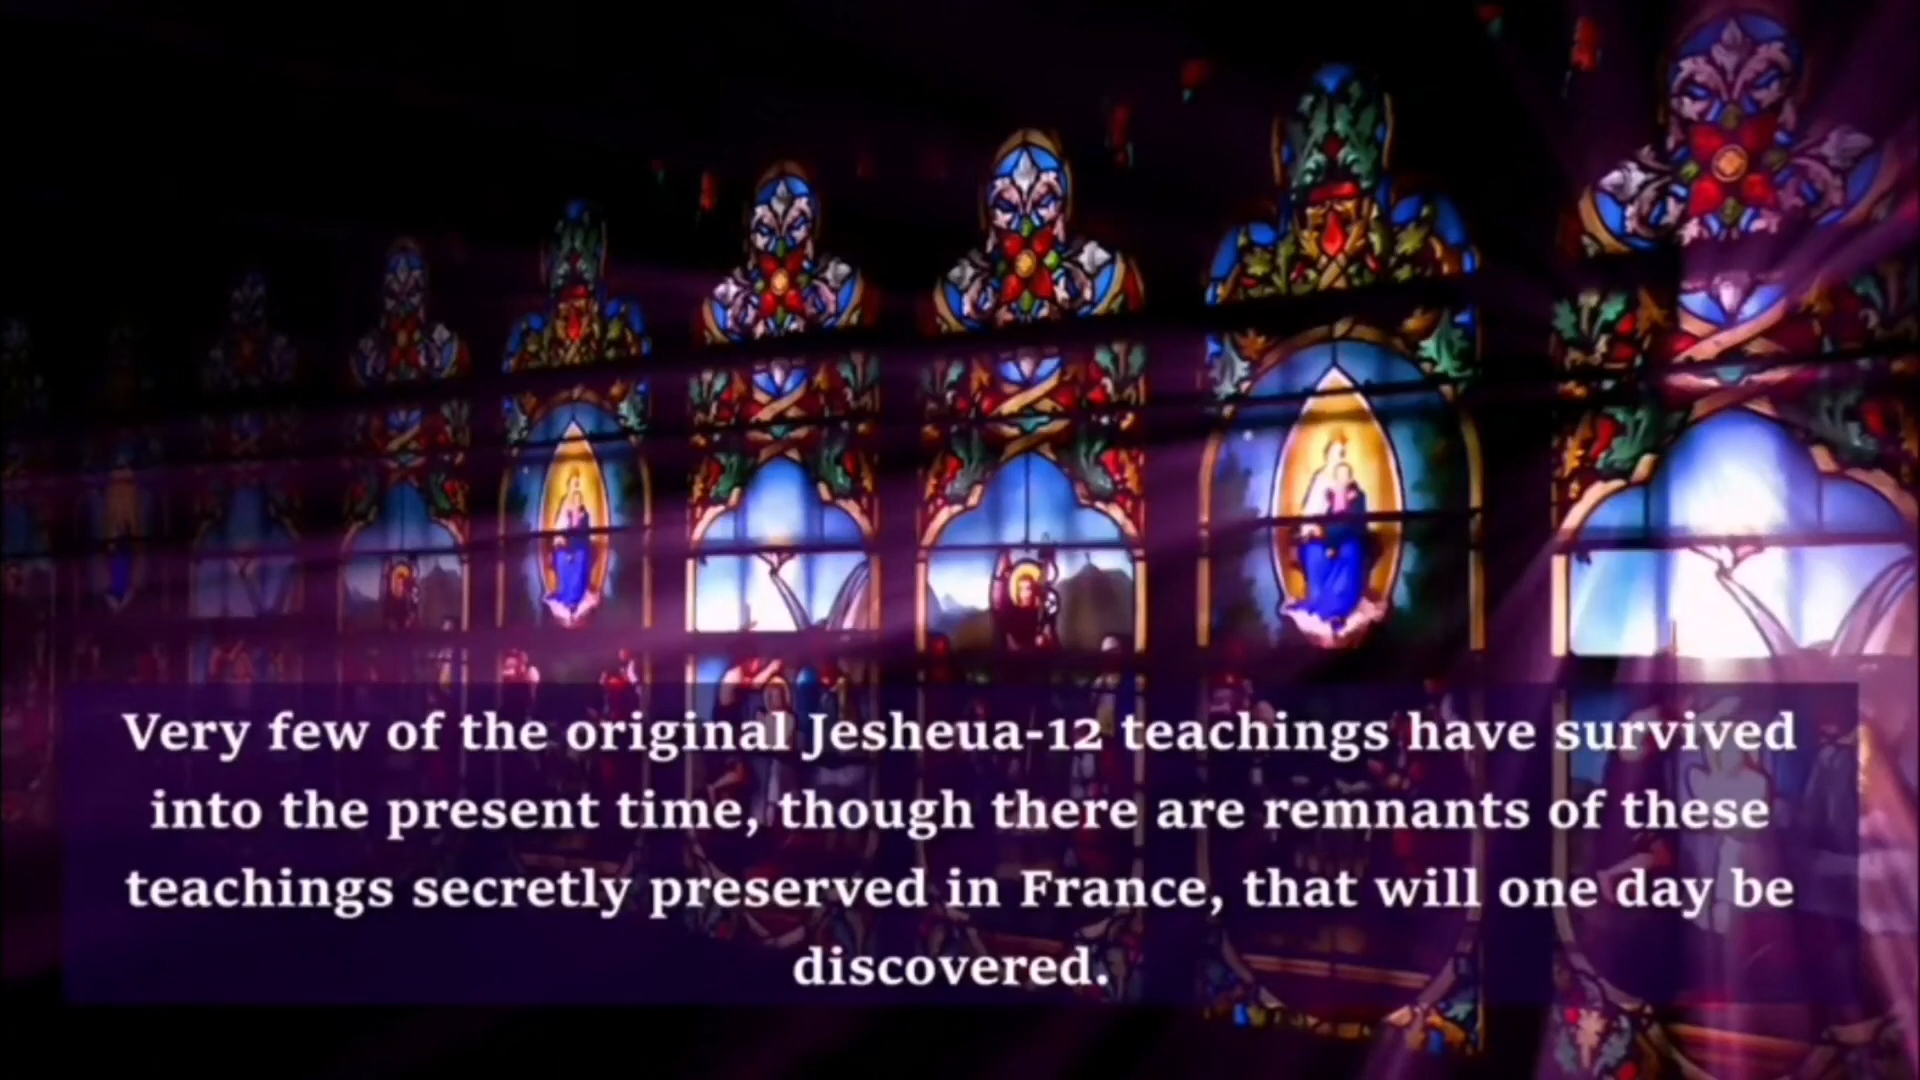 Very few of the original Jesheua-12 teachings have survived
into the present time, though there are remnants of these
teachings secretly preserved in France, that will one day be
discovered.